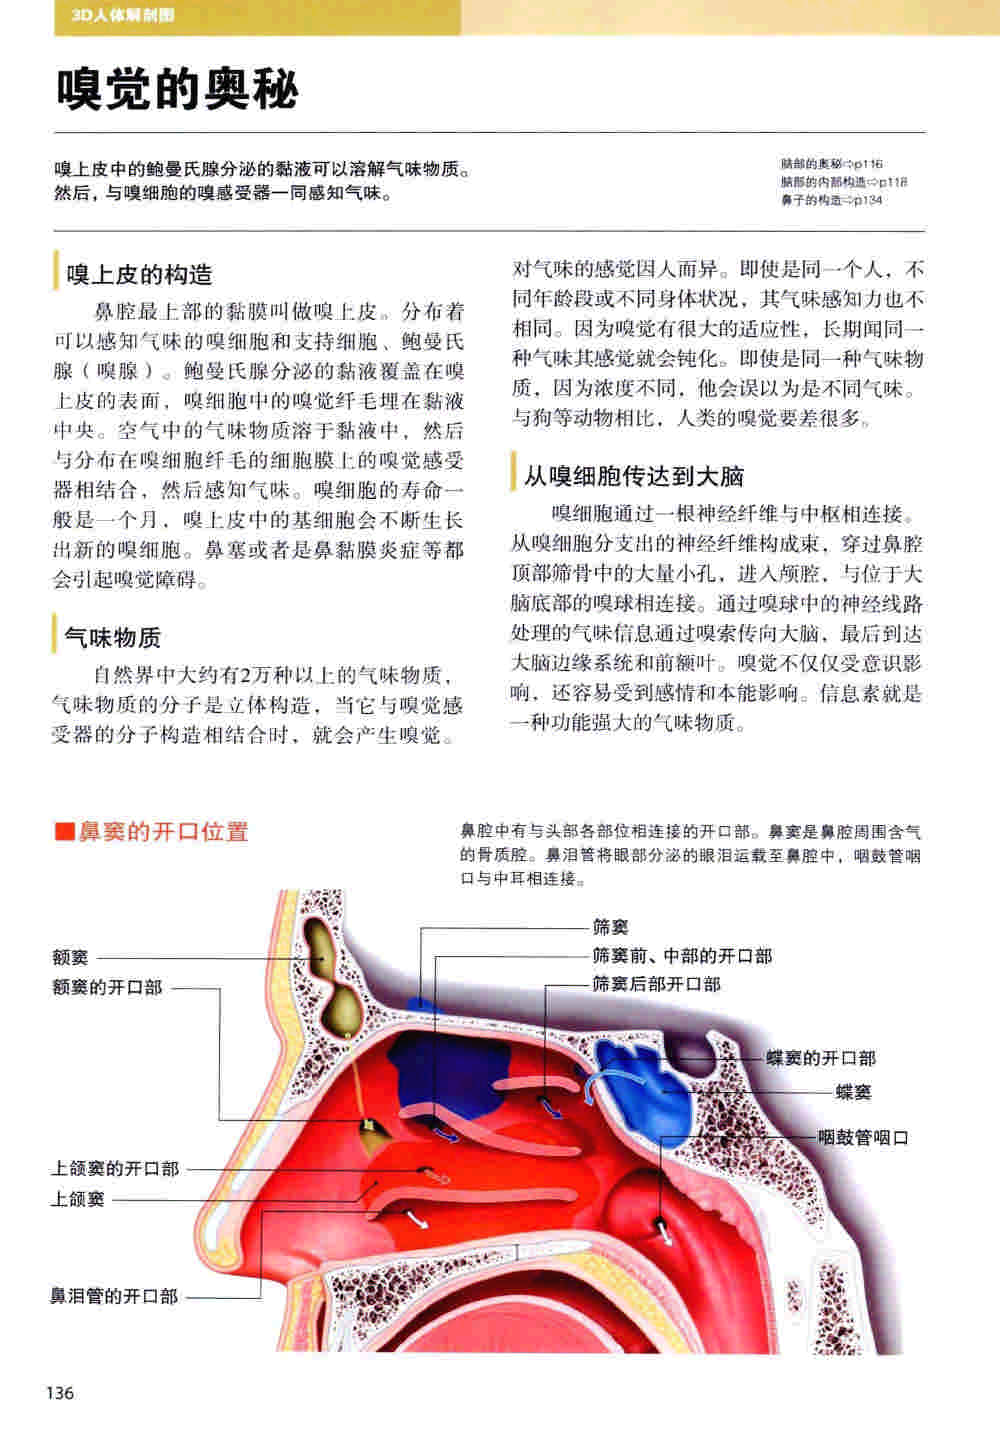 3D人体解剖图
嗅觉的奥秘
嗅上皮中的鲍曼氏腺分泌的黏液可以溶解气味物质。
然后，与嗅细胞的嗅感受器一同感知气味。
脑部的奥秘⇨p116
脑部的内部构造⇨p118
鼻子的构造⇨p134
嗅上皮的构造
鼻腔最上部的黏膜叫做嗅上皮。分布着
可以感知气味的嗅细胞和支持细胞、鲍曼氏
腺（嗅腺）。鲍曼氏腺分泌的黏液覆盖在嗅
上皮的表面，嗅细胞中的嗅觉纤毛埋在黏液
中央。空气中的气味物质溶于黏液中，然后
与分布在嗅细胞纤毛的细胞膜上的嗅觉感受
器相结合，然后感知气味。嗅细胞的寿命一
般是一个月，嗅上皮中的基细胞会不断生长
出新的嗅细胞。鼻塞或者是鼻黏膜炎症等都
会引起嗅觉障碍。
气味物质
自然界中大约有2万种以上的气味物质，
气味物质的分子是立体构造，当它与嗅觉感
受器的分子构造相结合时，就会产生嗅觉。
对气味的感觉因人而异。即使是同一个人，不
同年龄段或不同身体状况，其气味感知力也不
相同。因为嗅觉有很大的适应性，长期闻同一
种气味其感觉就会钝化。即使是同一种气味物
质，因为浓度不同，他会误以为是不同气味。
与狗等动物相比，人类的嗅觉要差很多。
从嗅细胞传达到大脑
嗅细胞通过一根神经纤维与中枢相连接。
从嗅细胞分支出的神经纤维构成束，穿过鼻腔
顶部筛骨中的大量小孔，进入颅腔，与位于大
脑底部的嗅球相连接。通过嗅球中的神经线路
处理的气味信息通过嗅索传向大脑，最后到达
大脑边缘系统和前额叶。嗅觉不仅仅受意识影
响，还容易受到感情和本能影响。信息素就是
一种功能强大的气味物质。
■鼻窦的开口位置
鼻腔中有与头部各部位相连接的开口部。鼻窦是鼻腔周围含气
的骨质腔。鼻泪管将眼部分泌的眼泪运载至鼻腔中，咽鼓管咽
口与中耳相连接。
额窦
额窦的开口部
上颌窦的开口部
上颌窦
鼻泪管的开口部
筛窦
筛窦前、中部的开口部
筛窦后部开口部
蝶窦的开口部
蝶窦
咽鼓管咽口
136